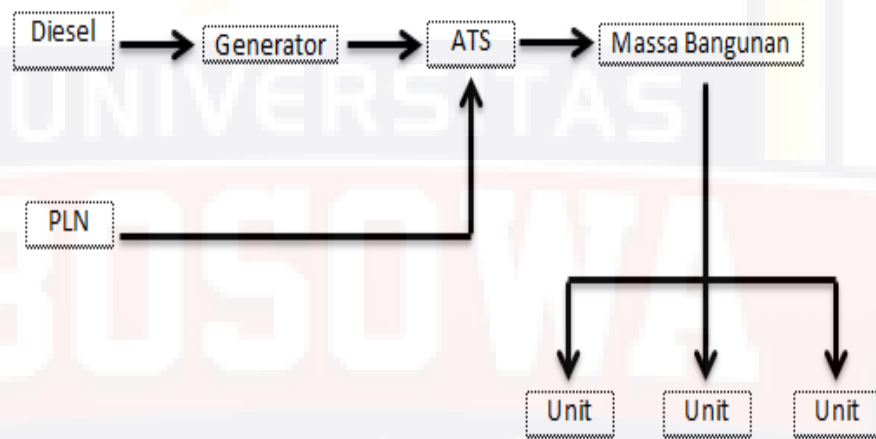 Diesel
Generator
ATS
Massa Bangunan
UNIVERSITAS
PLN
BOSOWA
Unit Unit Unit